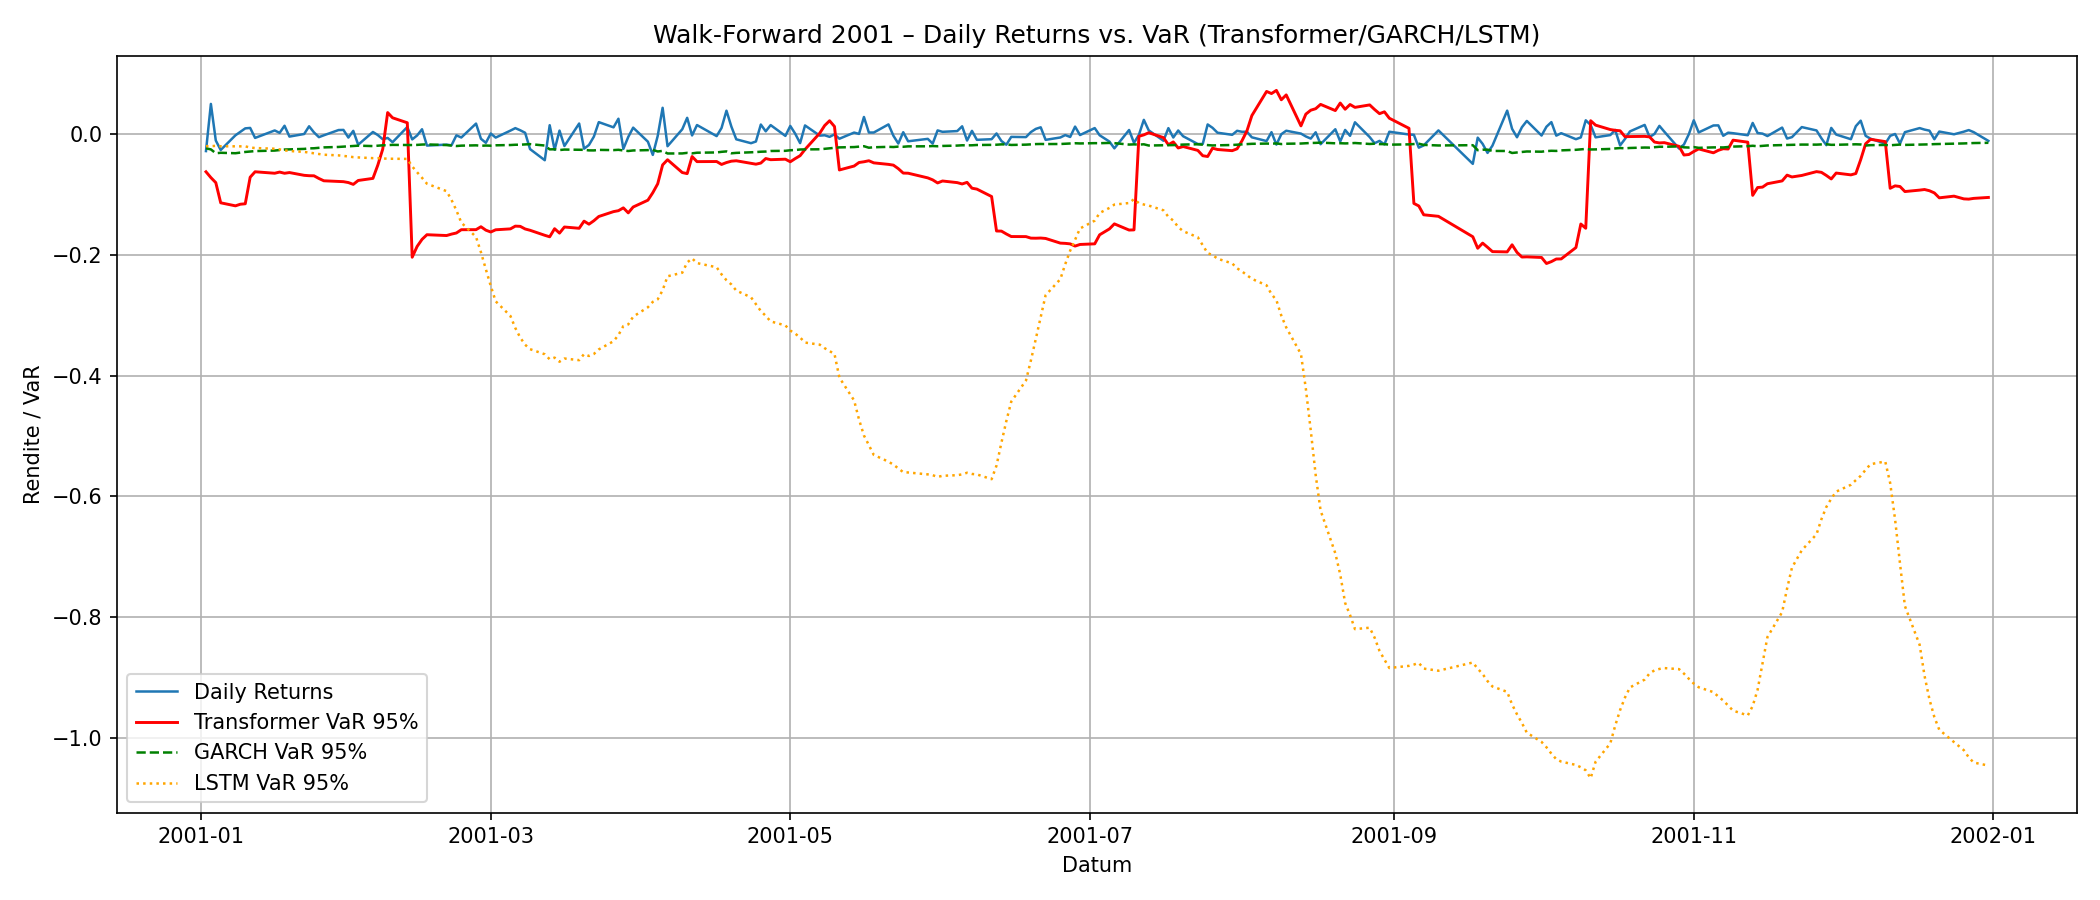 Walk-Forward 2001 – Daily Returns vs. VaR (Transformer/GARCH/LSTM)
Rendite / VaR
0.0
−0.2
−0.4
−0.6
−0.8
−1.0
Daily Returns
Transformer VaR 95%
GARCH VaR 95%
LSTM VaR 95%
2001-01 2001-03 2001-05 2001-07 2001-09 2001-11 2002-01
Datum